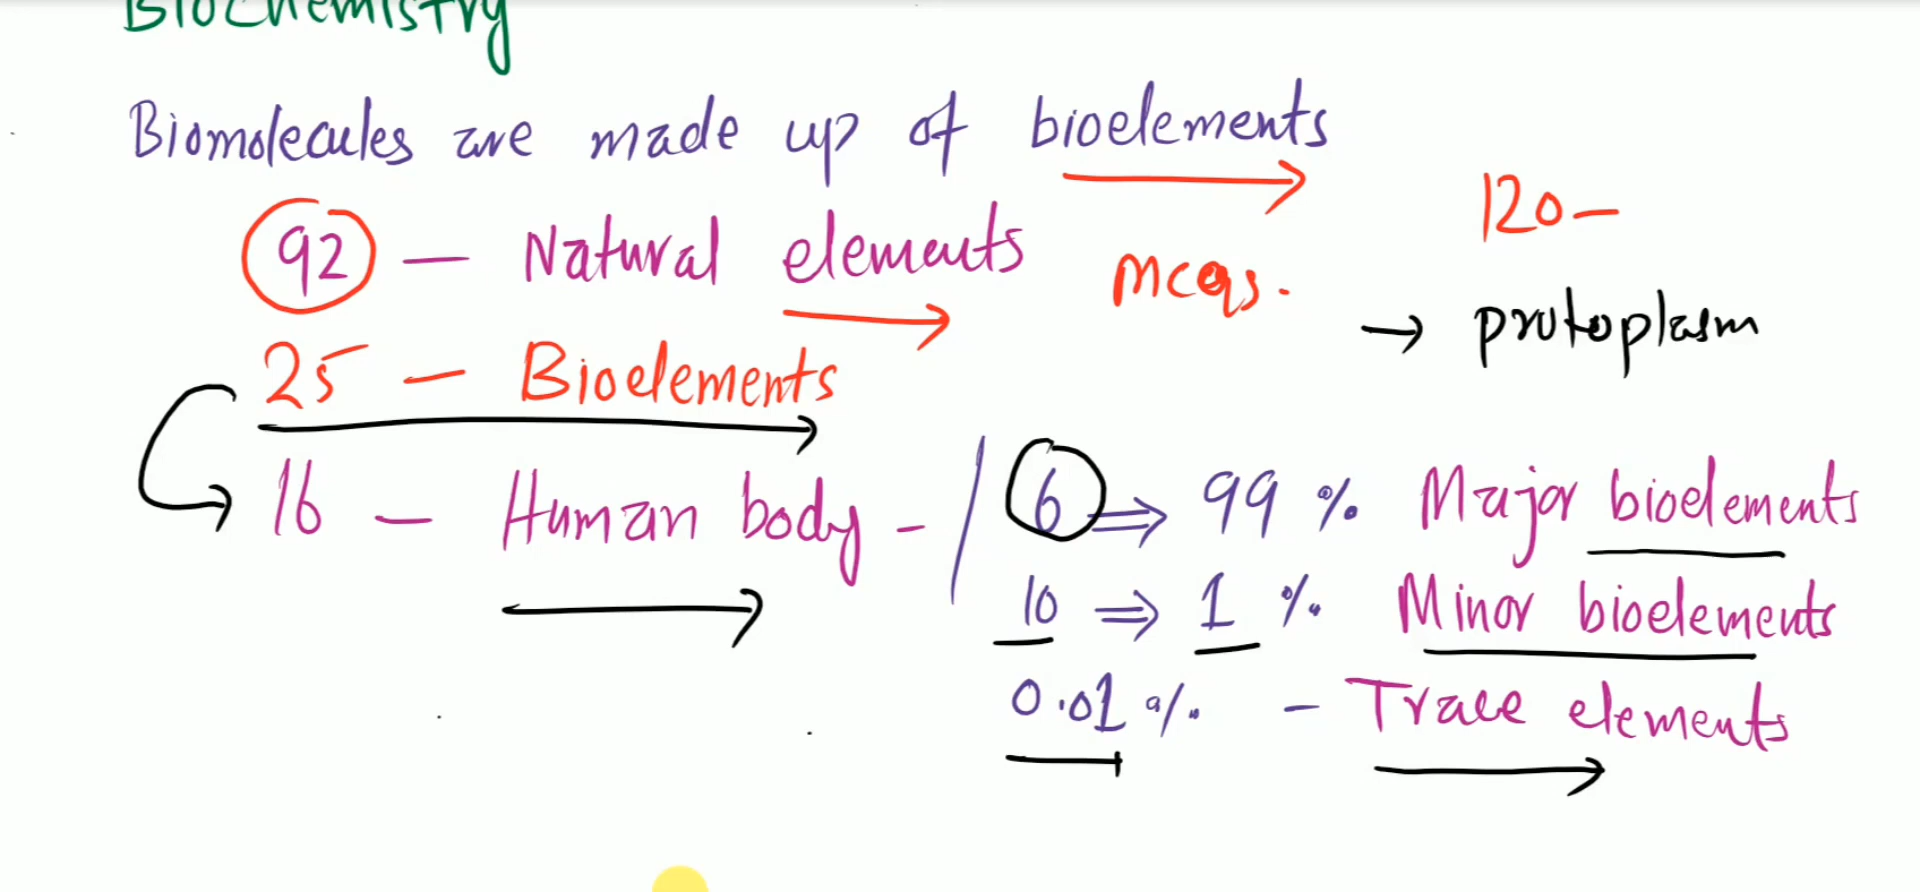 Biochemistry
Biomolecules are made up of bioelements
92 — Natural elements
mcqs.
120 —
→ protoplasm
25 — Bioelements
16 — Human body - / 6 ⇒ 99 % Major bioelements
10 ⇒ 1 % Minor bioelements
0.01 % - Trace elements